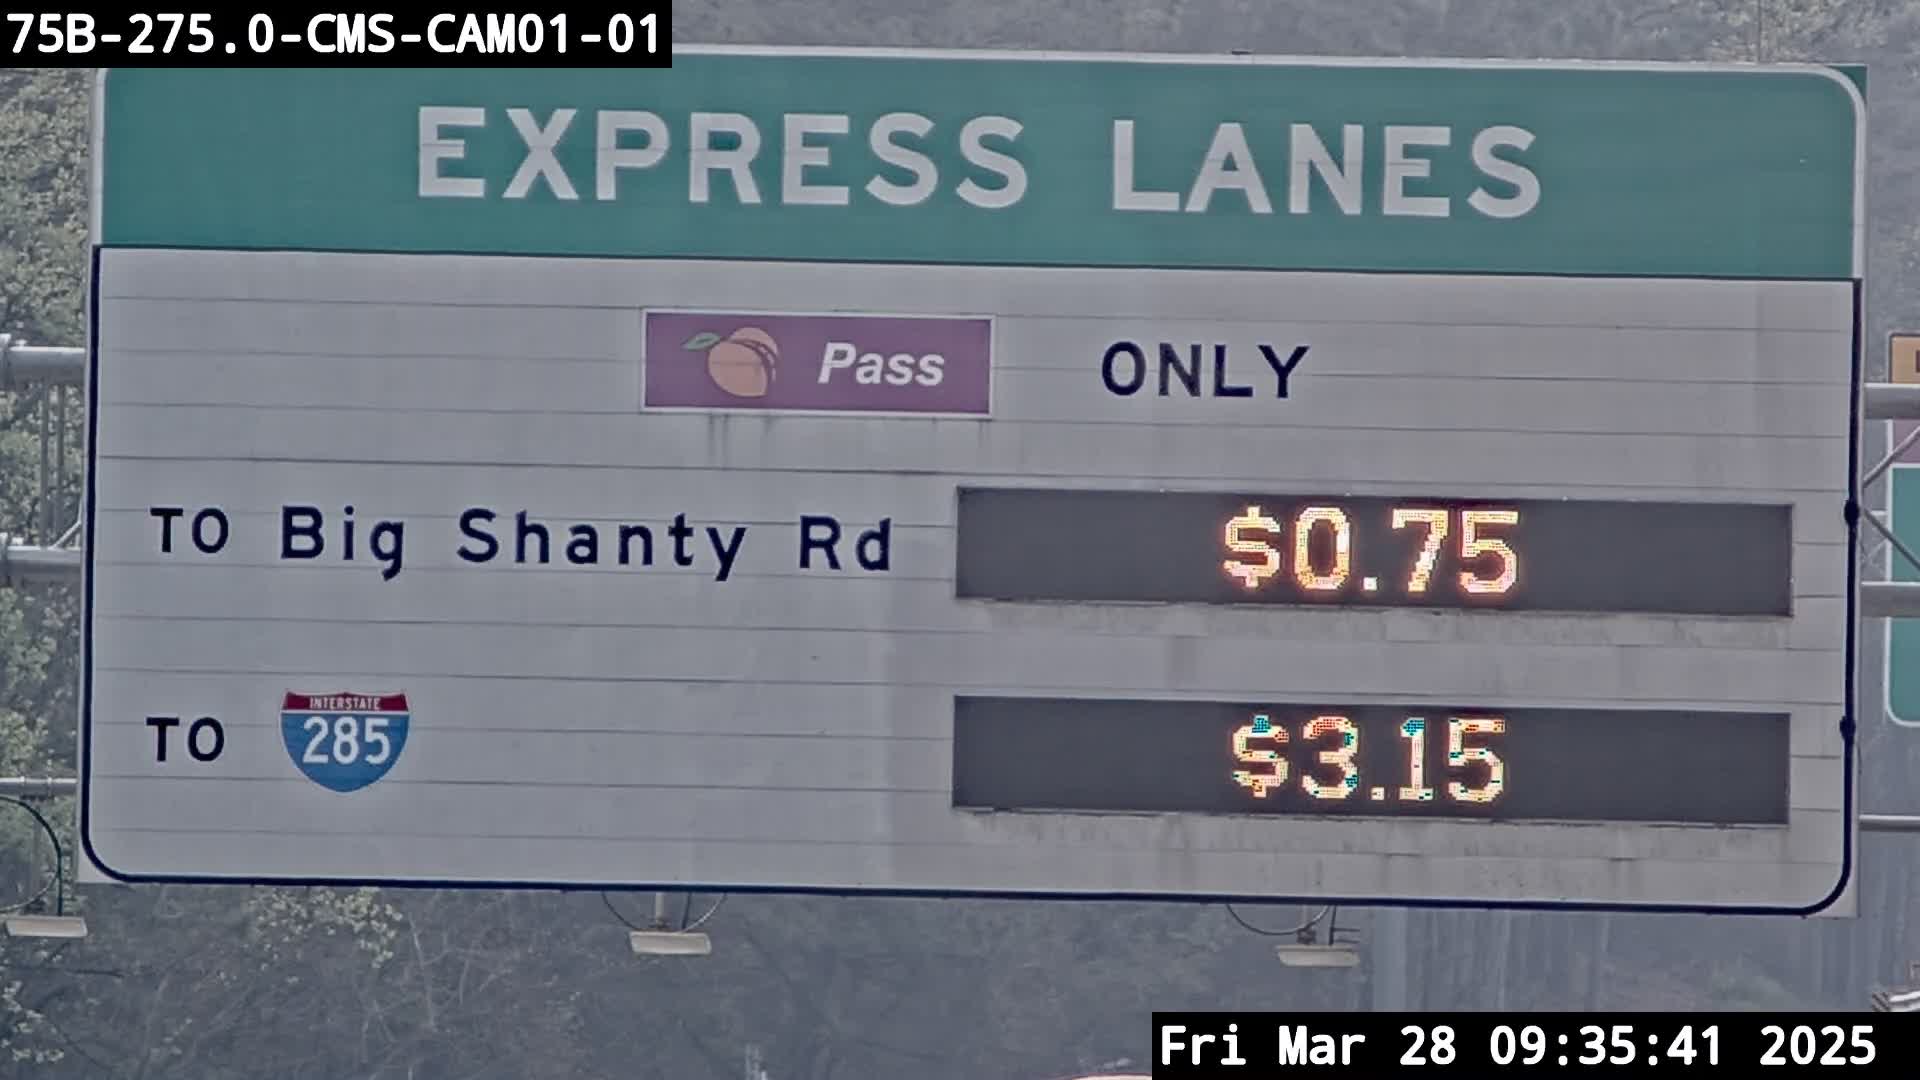 75B-275.0-CMS-CAM01-01
EXPRESS LANES
Pass ONLY
TO Big Shanty Rd $0.75
INTERSTATE
TO 285 $3.15
Fri Mar 28 09:35:41 2025